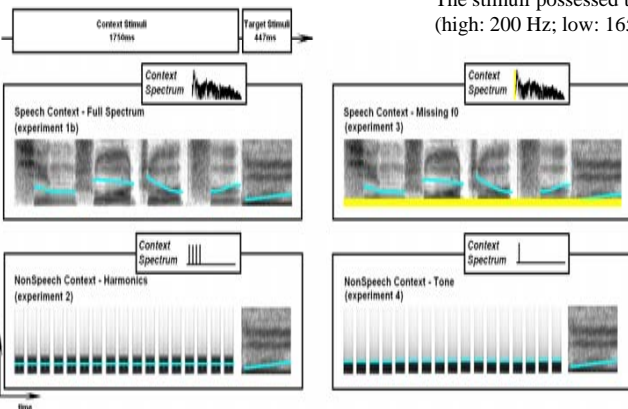 The stimuli possessed t
(high: 200 Hz; low: 16
Context Stimuli
1750ms
Target Stimuli
447ms
Context
Spectrum
Speech Context - Full Spectrum
(experiment 1b)
Context
Spectrum
Speech Context - Missing f0
(experiment 3)
Context
Spectrum
NonSpeech Context - Harmonics
(experiment 2)
Context
Spectrum
NonSpeech Context - Tone
(experiment 4)
time